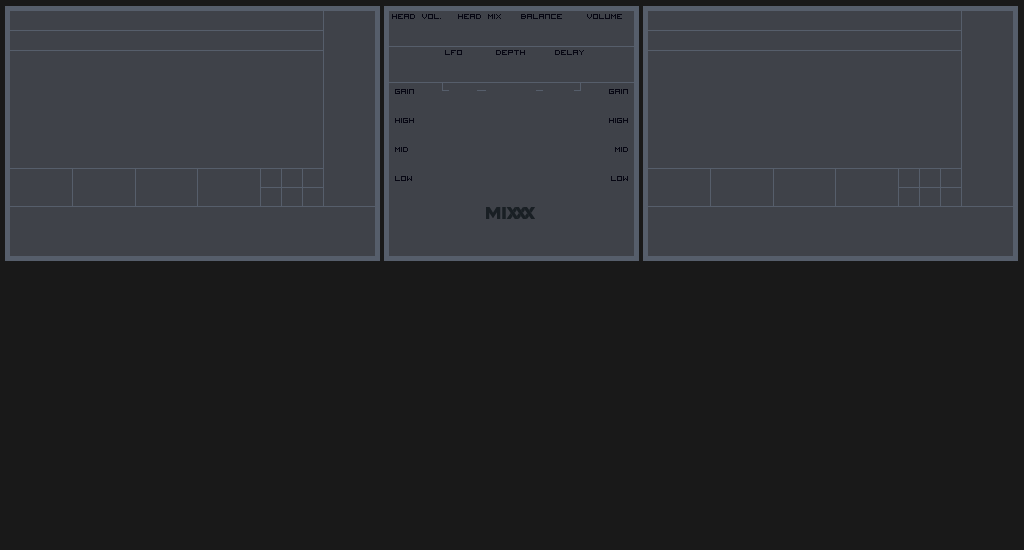 HEAD VOL. HEAD MIX BALANCE VOLUME
LFO DEPTH DELAY
GAIN GAIN
HIGH HIGH
MID MID
LOW LOW
MIXXX